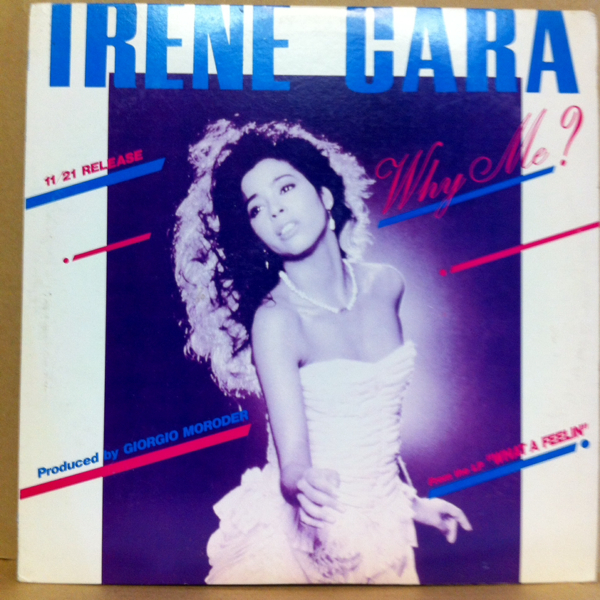 IRENE CARA
Why Me?
11/21 RELEASE
Produced by GIORGIO MORODER
From the LP "WHAT A FEELIN'"